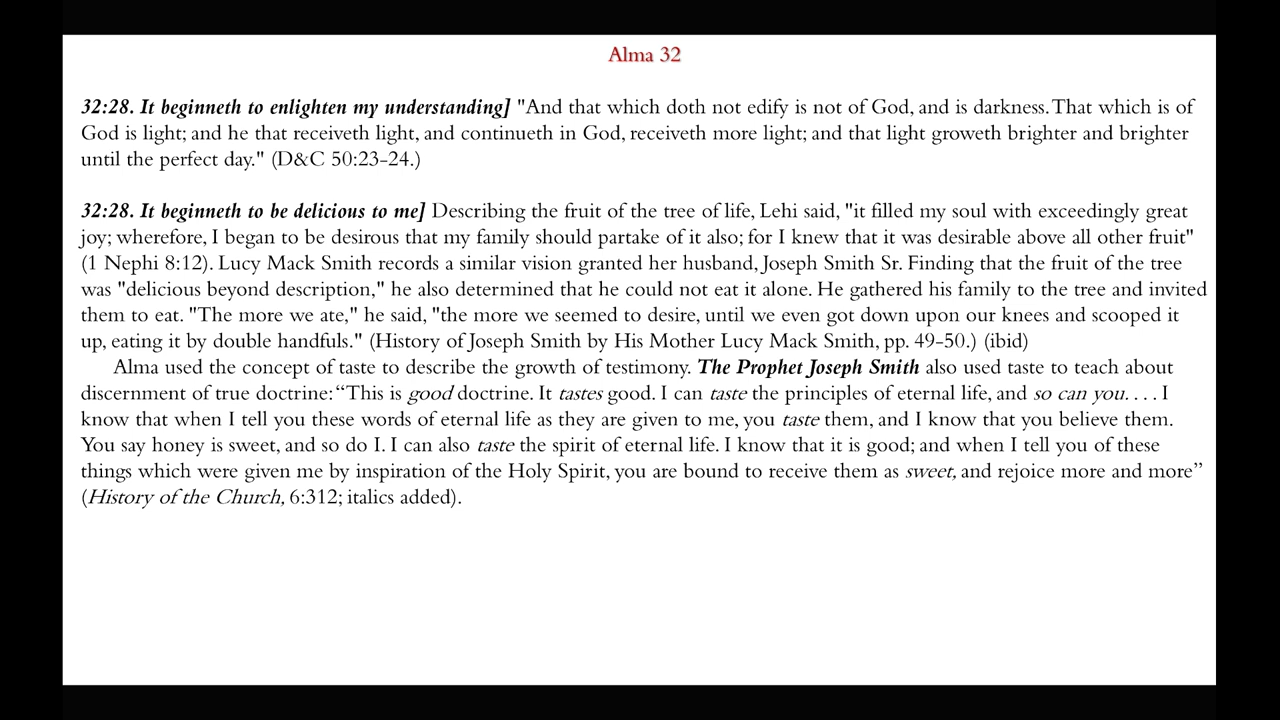 Alma 32
32:28. It beginneth to enlighten my understanding] "And that which doth not edify is not of God, and is darkness. That which is of
God is light; and he that receiveth light, and continueth in God, receiveth more light; and that light groweth brighter and brighter
until the perfect day." (D&C 50:23-24.)
32:28. It beginneth to be delicious to me] Describing the fruit of the tree of life, Lehi said, "it filled my soul with exceedingly great
joy; wherefore, I began to be desirous that my family should partake of it also; for I knew that it was desirable above all other fruit"
(1 Nephi 8:12). Lucy Mack Smith records a similar vision granted her husband, Joseph Smith Sr. Finding that the fruit of the tree
was "delicious beyond description," he also determined that he could not eat it alone. He gathered his family to the tree and invited
them to eat. "The more we ate," he said, "the more we seemed to desire, until we even got down upon our knees and scooped it
up, eating it by double handfuls." (History of Joseph Smith by His Mother Lucy Mack Smith, pp. 49-50.) (ibid)
Alma used the concept of taste to describe the growth of testimony. The Prophet Joseph Smith also used taste to teach about
discernment of true doctrine: “This is good doctrine. It tastes good. I can taste the principles of eternal life, and so can you. . . . I
know that when I tell you these words of eternal life as they are given to me, you taste them, and I know that you believe them.
You say honey is sweet, and so do I. I can also taste the spirit of eternal life. I know that it is good; and when I tell you of these
things which were given me by inspiration of the Holy Spirit, you are bound to receive them as sweet, and rejoice more and more”
(History of the Church, 6:312; italics added).